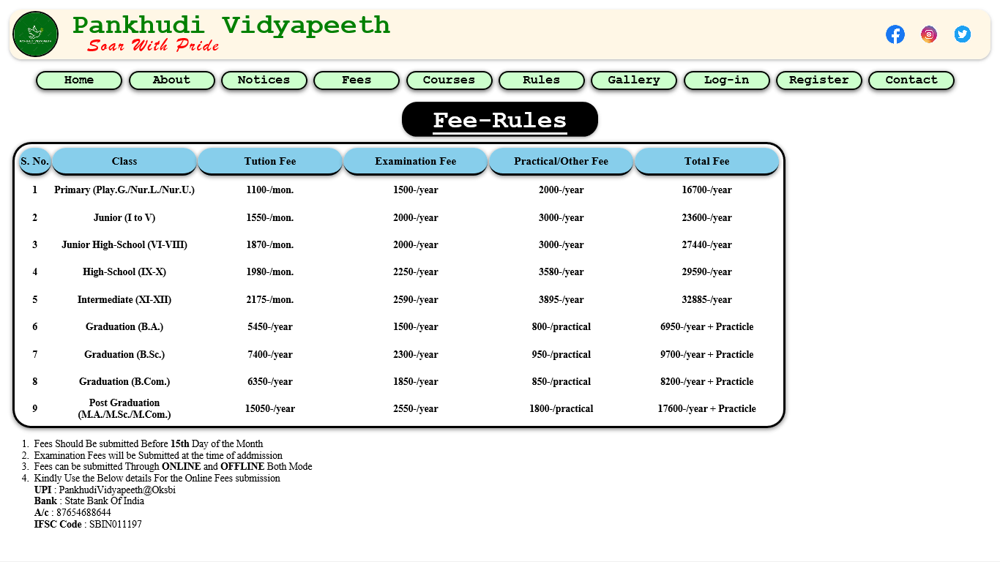 Pankhudi Vidyapeeth
Soar With Pride
PANKHUDI VIDYAPEETH
Home About Notices Fees Courses Rules Gallery Log-in Register Contact
Fee-Rules
S. No. Class Tution Fee Examination Fee Practical/Other Fee Total Fee
1 Primary (Play.G./Nur.L./Nur.U.) 1100-/mon. 1500-/year 2000-/year 16700-/year
2 Junior (I to V) 1550-/mon. 2000-/year 3000-/year 23600-/year
3 Junior High-School (VI-VIII) 1870-/mon. 2000-/year 3000-/year 27440-/year
4 High-School (IX-X) 1980-/mon. 2250-/year 3580-/year 29590-/year
5 Intermediate (XI-XII) 2175-/mon. 2590-/year 3895-/year 32885-/year
6 Graduation (B.A.) 5450-/year 1500-/year 800-/practical 6950-/year + Practicle
7 Graduation (B.Sc.) 7400-/year 2300-/year 950-/practical 9700-/year + Practicle
8 Graduation (B.Com.) 6350-/year 1850-/year 850-/practical 8200-/year + Practicle
9 Post Graduation (M.A./M.Sc./M.Com.) 15050-/year 2550-/year 1800-/practical 17600-/year + Practicle
1. Fees Should Be submitted Before 15th Day of the Month
2. Examination Fees will be Submitted at the time of addmission
3. Fees can be submitted Through ONLINE and OFFLINE Both Mode
4. Kindly Use the Below details For the Online Fees submission
UPI : PankhudiVidyapeeth@Oksbi
Bank : State Bank Of India
A/c : 87654688644
IFSC Code : SBIN011197